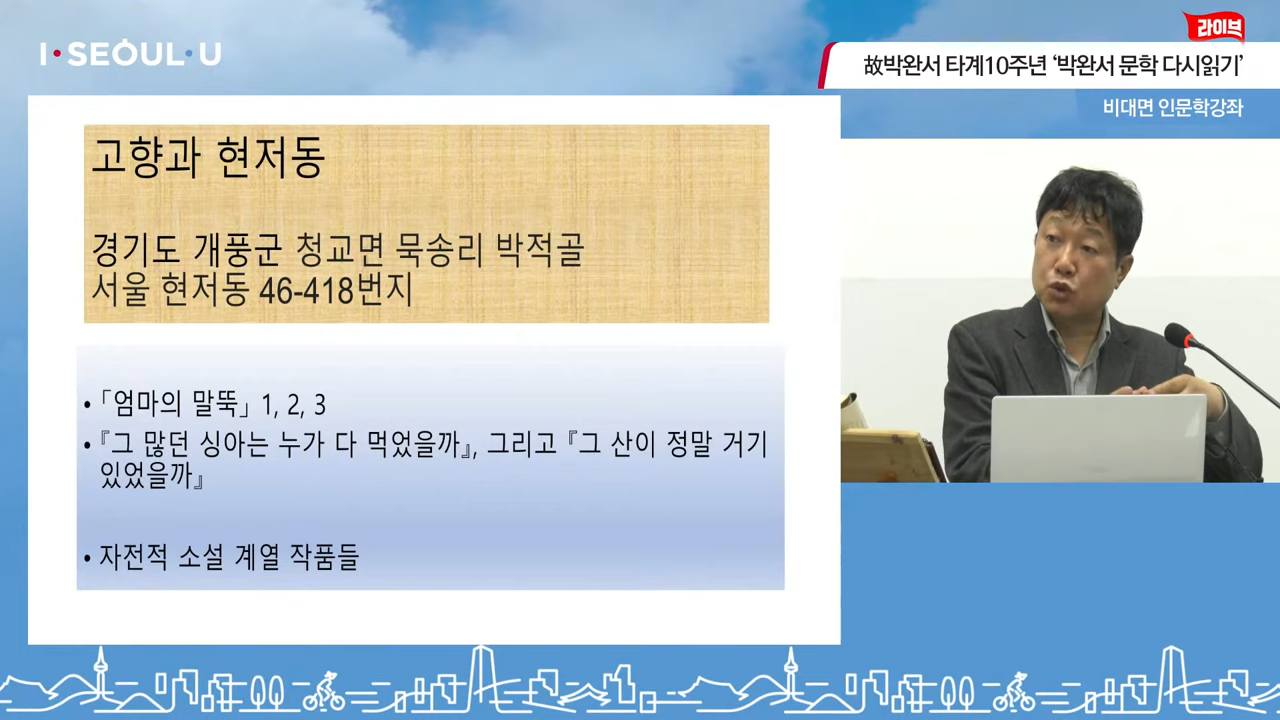 I·SEOUL·U
라이브
故박완서 타계10주년 ‘박완서 문학 다시읽기’
비대면 인문학강좌
고향과 현저동
경기도 개풍군 청교면 묵송리 박적골
서울 현저동 46-418번지
• 「엄마의 말뚝」 1, 2, 3
• 『그 많던 싱아는 누가 다 먹었을까』, 그리고 『그 산이 정말 거기
있었을까』
• 자전적 소설 계열 작품들